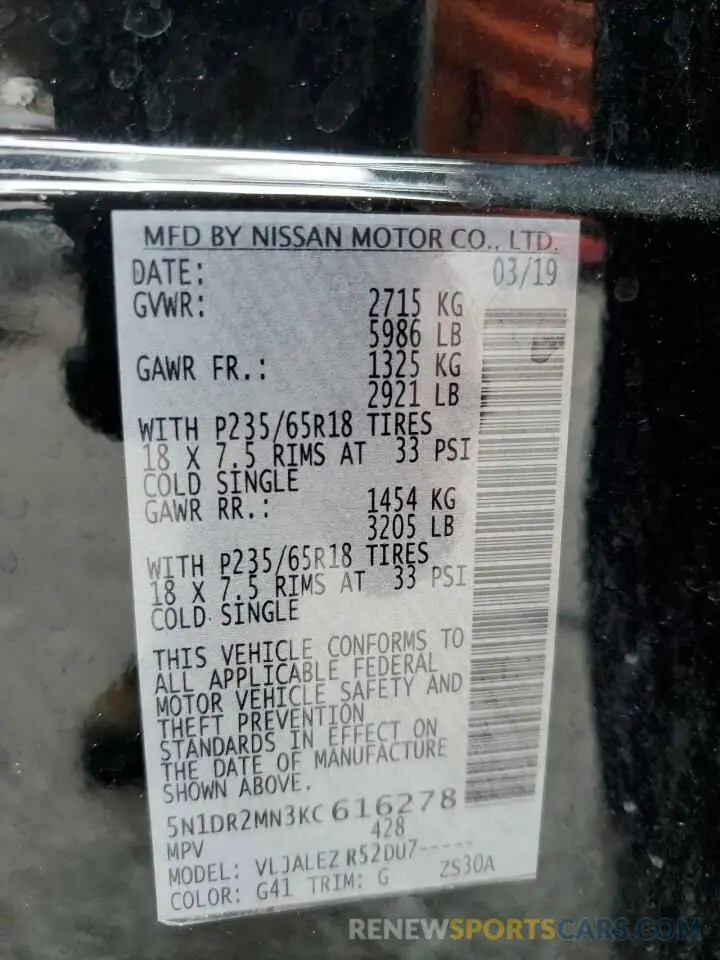 MFD BY NISSAN MOTOR CO., LTD.
DATE: 03/19
GVWR: 2715 KG
5986 LB
GAWR FR.: 1325 KG
2921 LB
WITH P235/65R18 TIRES
18 X 7.5 RIMS AT 33 PSI
COLD SINGLE
GAWR RR.: 1454 KG
3205 LB
WITH P235/65R18 TIRES
18 X 7.5 RIMS AT 33 PSI
COLD SINGLE
THIS VEHICLE CONFORMS TO
ALL APPLICABLE FEDERAL
MOTOR VEHICLE SAFETY AND
THEFT PREVENTION
STANDARDS IN EFFECT ON
THE DATE OF MANUFACTURE
SHOWN ABOVE.
5N1DR2MN3KC616278
MPV 428
MODEL: VLJALEZ R52DU7-----
COLOR: G41 TRIM: G ZS30A
RENEWSPORTSCARS.COM